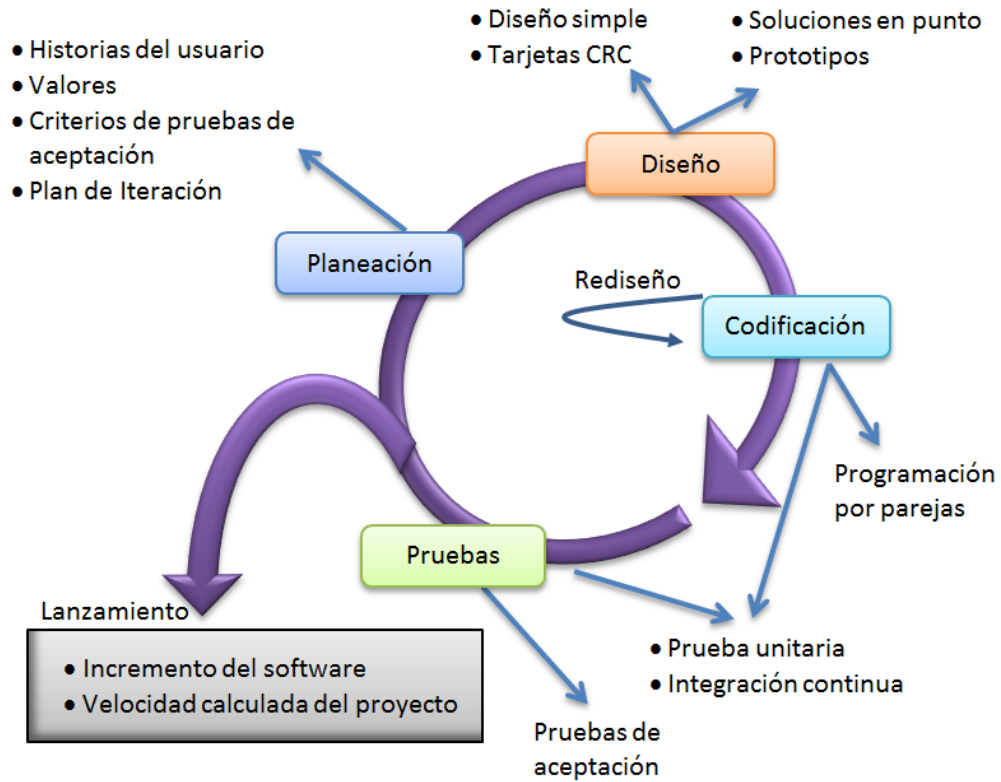 • Diseño simple
• Tarjetas CRC
• Soluciones en punto
• Prototipos
• Historias del usuario
• Valores
• Criterios de pruebas de
aceptación
• Plan de Iteración
Diseño
Planeación
Rediseño
Codificación
Programación
por parejas
Pruebas
Lanzamiento
• Incremento del software
• Velocidad calculada del proyecto
• Prueba unitaria
• Integración continua
Pruebas de
aceptación